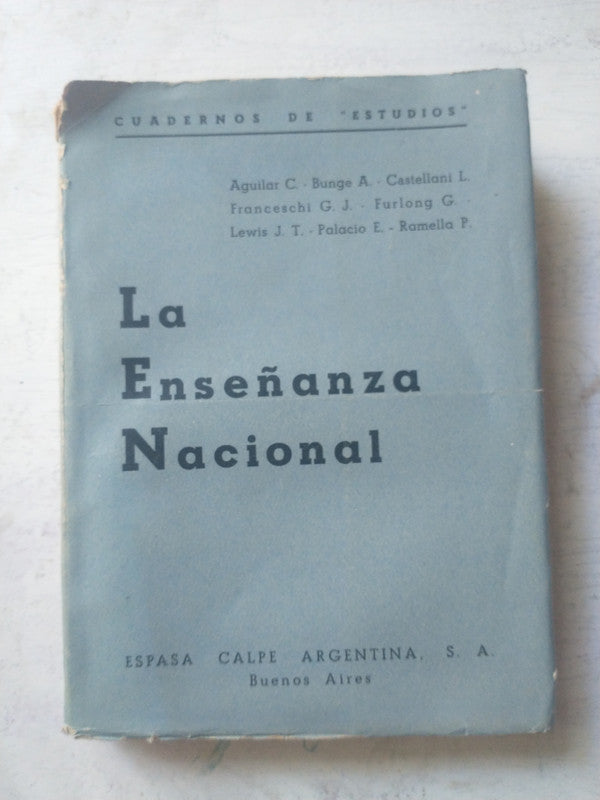 CUADERNOS DE "ESTUDIOS"
Aguilar C. - Bunge A. - Castellani L.
Franceschi G. J. - Furlong G. -
Lewis J. T. - Palacio E. - Ramella P.
La
Enseñanza
Nacional
ESPASA CALPE ARGENTINA, S. A.
Buenos Aires